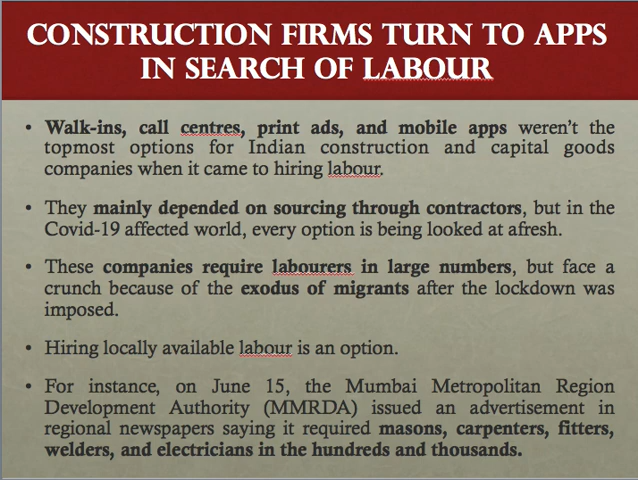 CONSTRUCTION FIRMS TURN TO APPS
IN SEARCH OF LABOUR
• Walk-ins, call centres, print ads, and mobile apps weren't the
topmost options for Indian construction and capital goods
companies when it came to hiring labour.
• They mainly depended on sourcing through contractors, but in the
Covid-19 affected world, every option is being looked at afresh.
• These companies require labourers in large numbers, but face a
crunch because of the exodus of migrants after the lockdown was
imposed.
• Hiring locally available labour is an option.
• For instance, on June 15, the Mumbai Metropolitan Region
Development Authority (MMRDA) issued an advertisement in
regional newspapers saying it required masons, carpenters, fitters,
welders, and electricians in the hundreds and thousands.